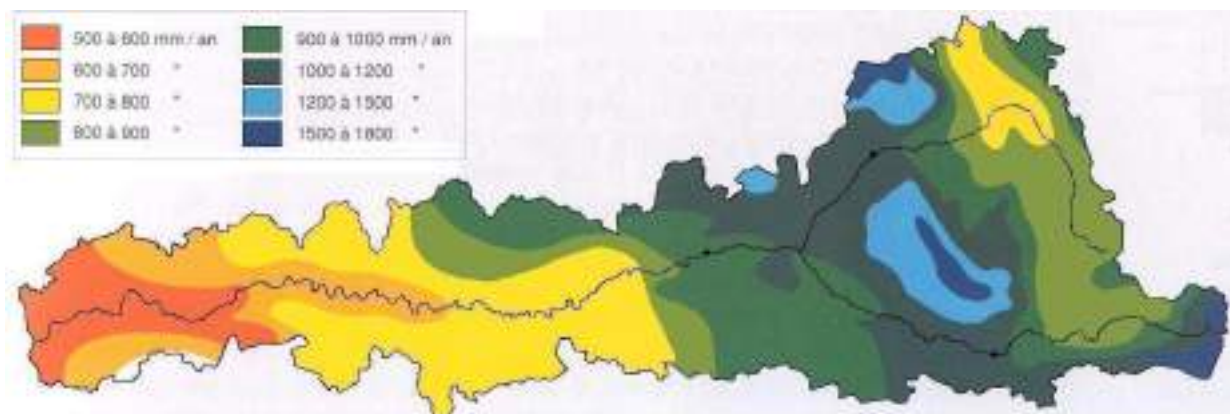 500 à 600 mm / an
600 à 700 "
700 à 800 "
800 à 900 "
900 à 1000 mm / an
1000 à 1200 "
1200 à 1500 "
1500 à 1800 "